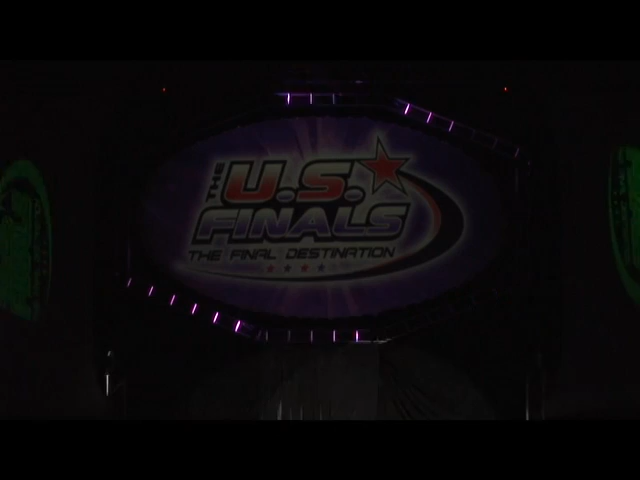 THE
U.S.
FINALS
THE FINAL DESTINATION